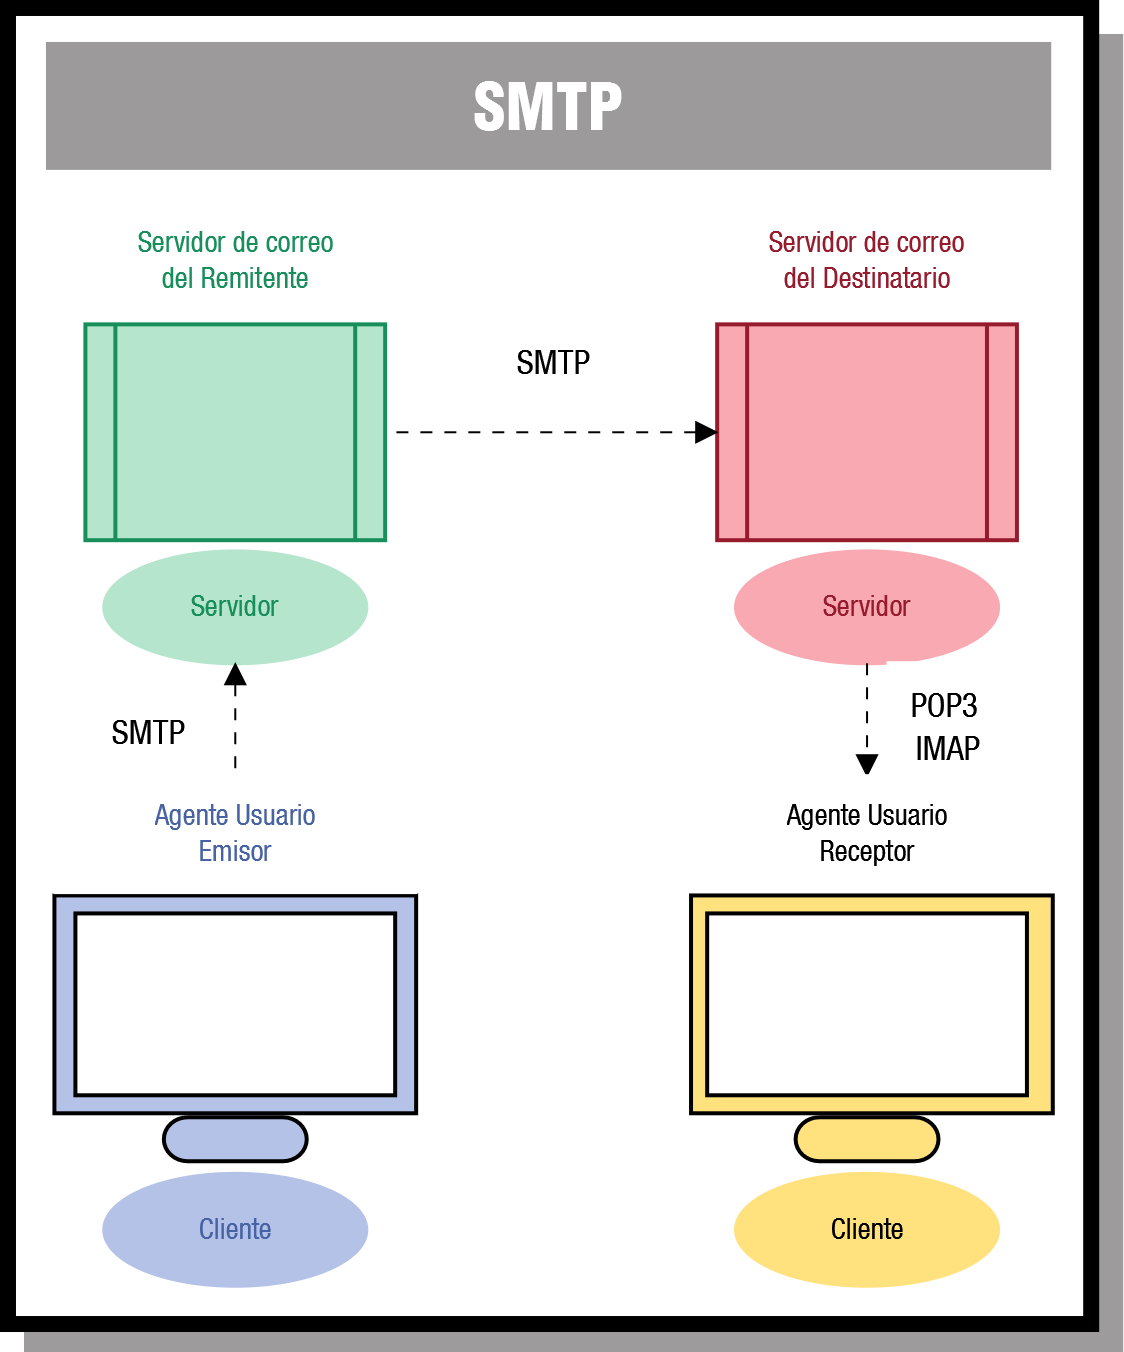 SMTP
Servidor de correo
del Remitente
Servidor de correo
del Destinatario
SMTP
Servidor
Servidor
SMTP
POP3
IMAP
Agente Usuario
Emisor
Agente Usuario
Receptor
Cliente
Cliente